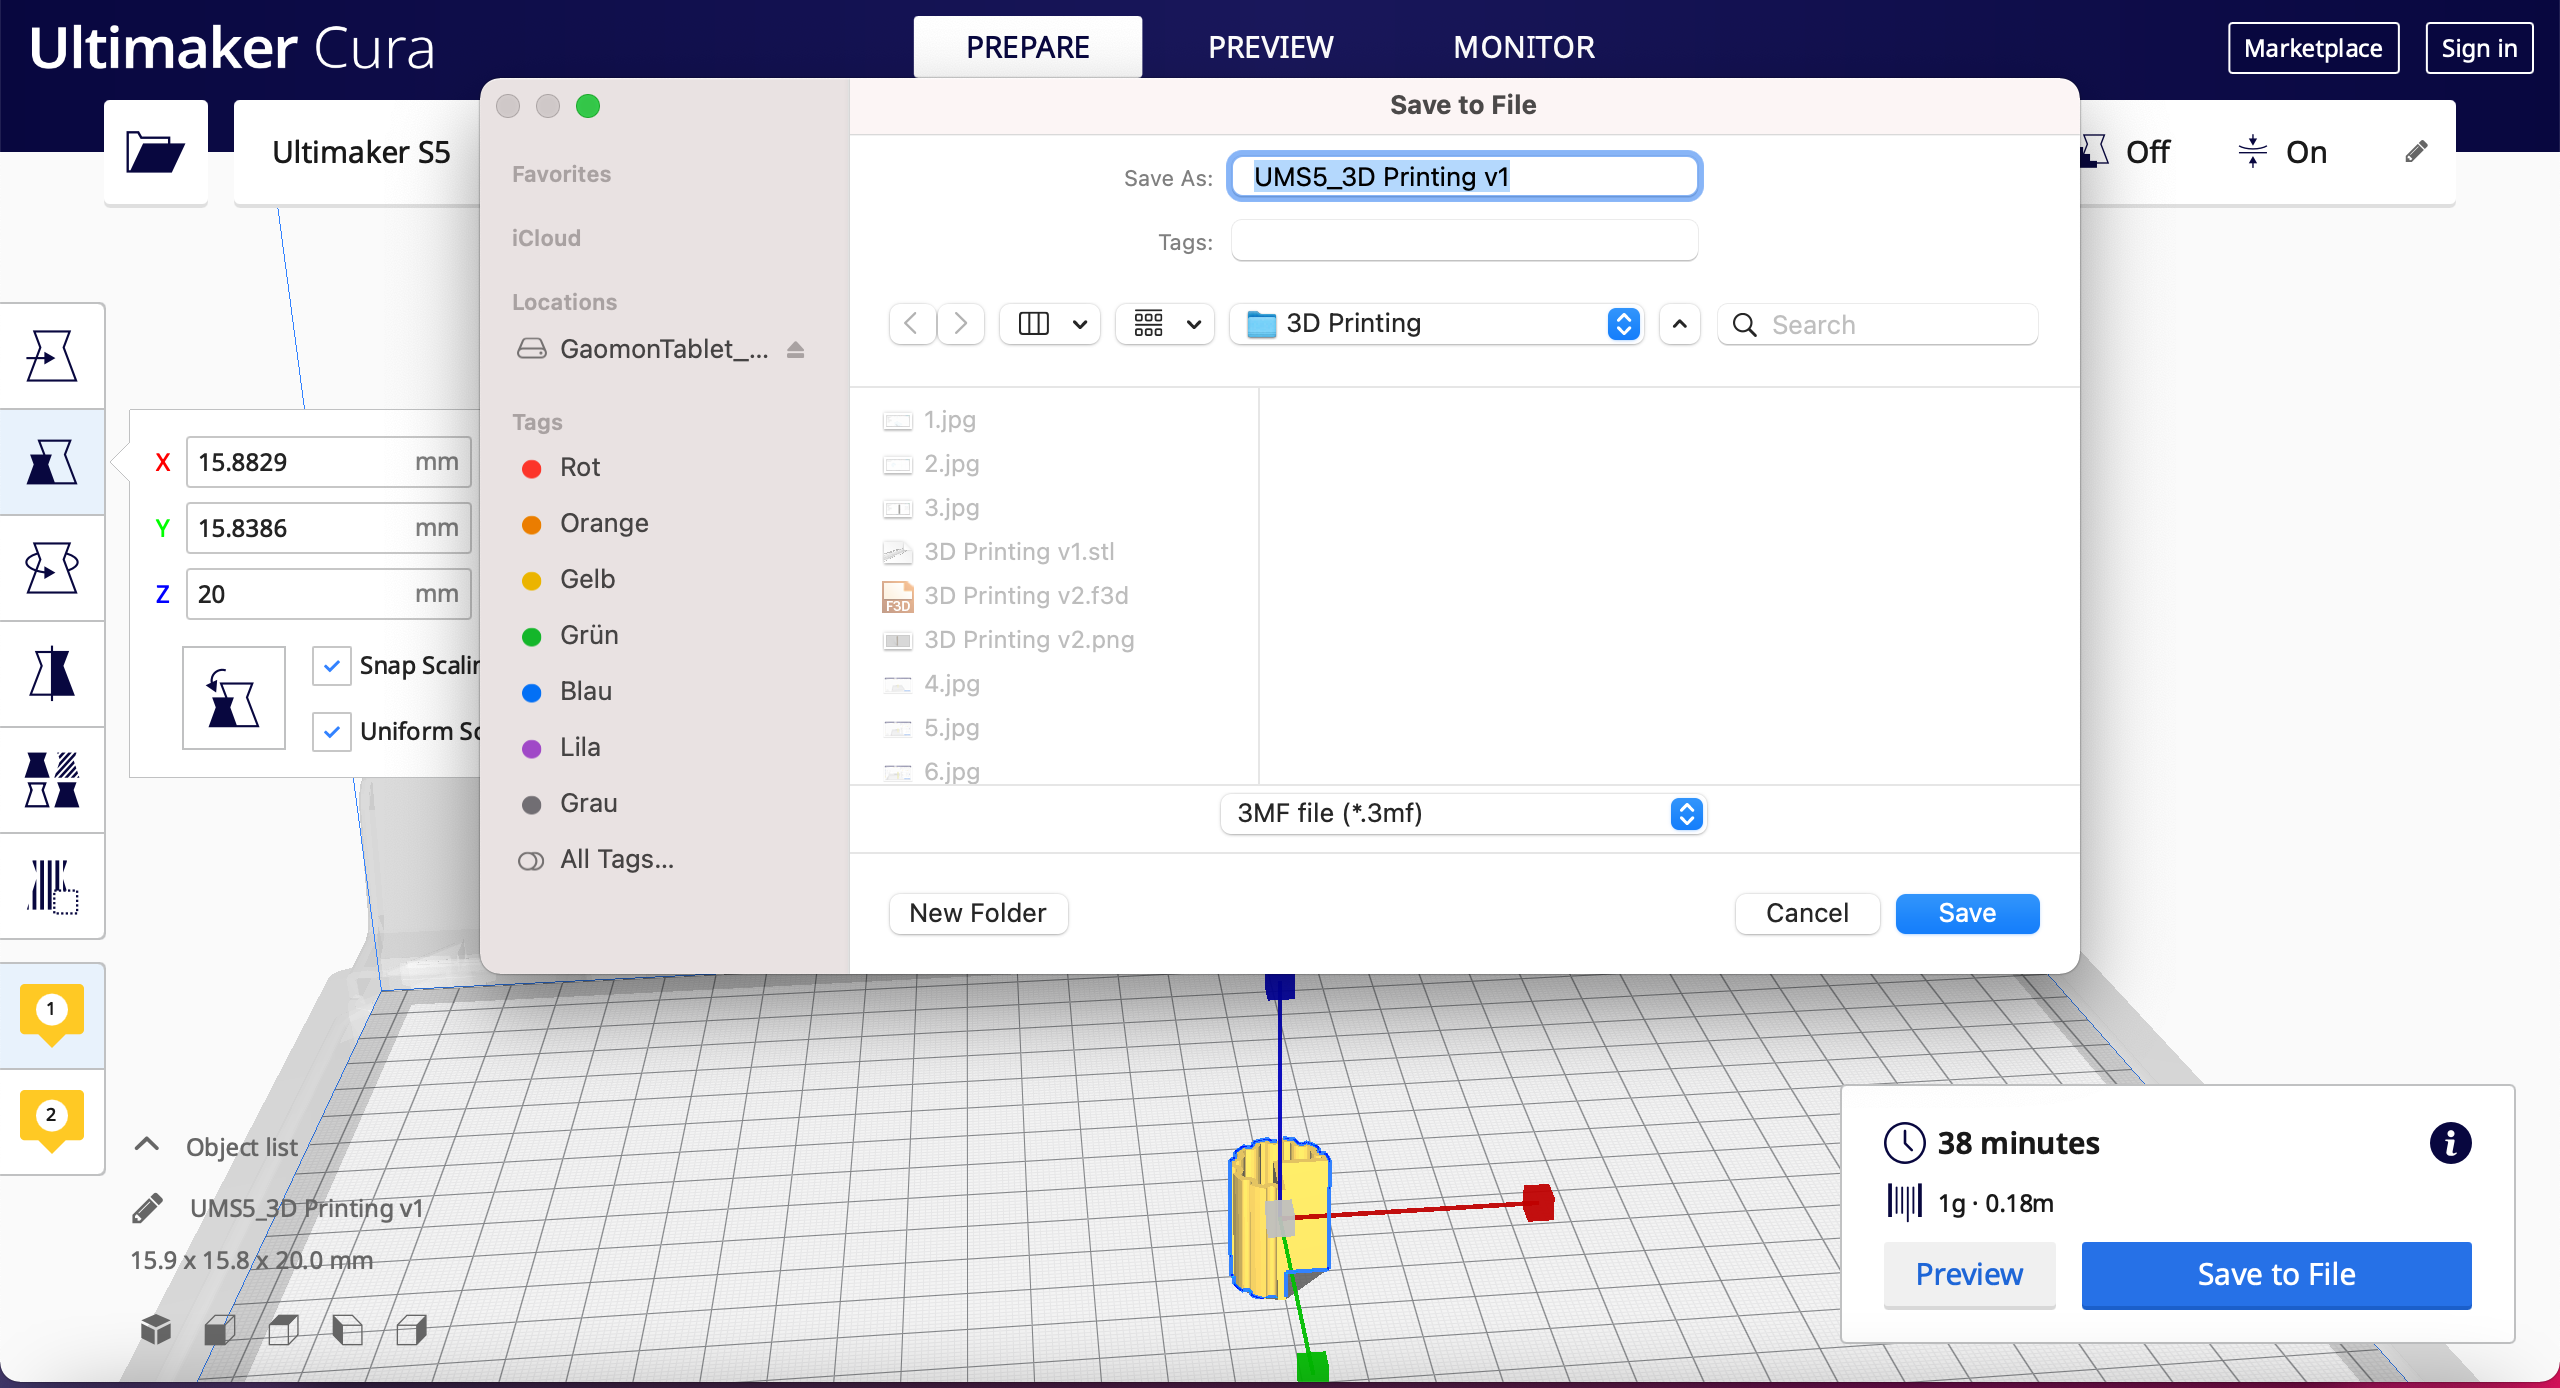 Ultimaker Cura
PREPARE
PREVIEW
MONITOR
Marketplace
Sign in
Ultimaker S5
Off
On
Save to File
Favorites
iCloud
Locations
GaomonTablet_...
Tags
Rot
Orange
Gelb
Grün
Blau
Lila
Grau
All Tags...
Save As: UMS5_3D Printing v1
Tags:
3D Printing
Search
1.jpg
2.jpg
3.jpg
3D Printing v1.stl
F3D
3D Printing v2.f3d
3D Printing v2.png
4.jpg
5.jpg
6.jpg
3MF file (*.3mf)
New Folder
Cancel
Save
X 15.8829 mm
Y 15.8386 mm
Z 20 mm
Snap Scalin
Uniform Sc
1
2
Object list
UMS5_3D Printing v1
15.9 x 15.8 x 20.0 mm
38 minutes
i
1g · 0.18m
Preview
Save to File